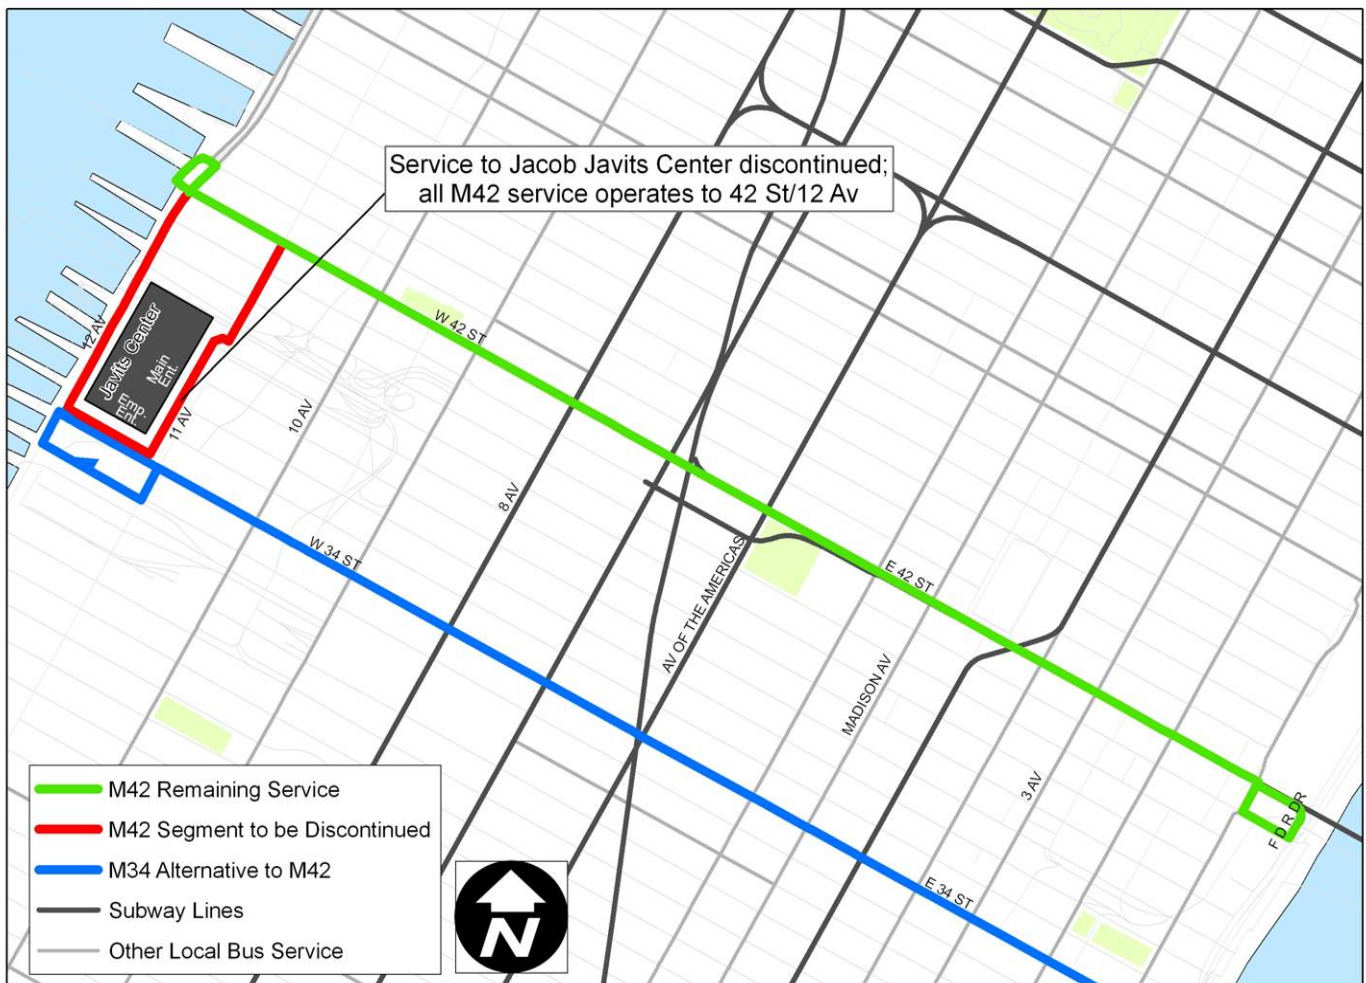 Service to Jacob Javits Center discontinued;
all M42 service operates to 42 St/12 Av
12 AV
Javits Center
Main
Ent.
Emp.
Ent.
11 AV
10 AV
W 42 ST
8 AV
W 34 ST
AV OF THE AMERICAS
E 42 ST
MADISON AV
3 AV
F D R DR
E 34 ST
M42 Remaining Service
M42 Segment to be Discontinued
M34 Alternative to M42
Subway Lines
Other Local Bus Service
N